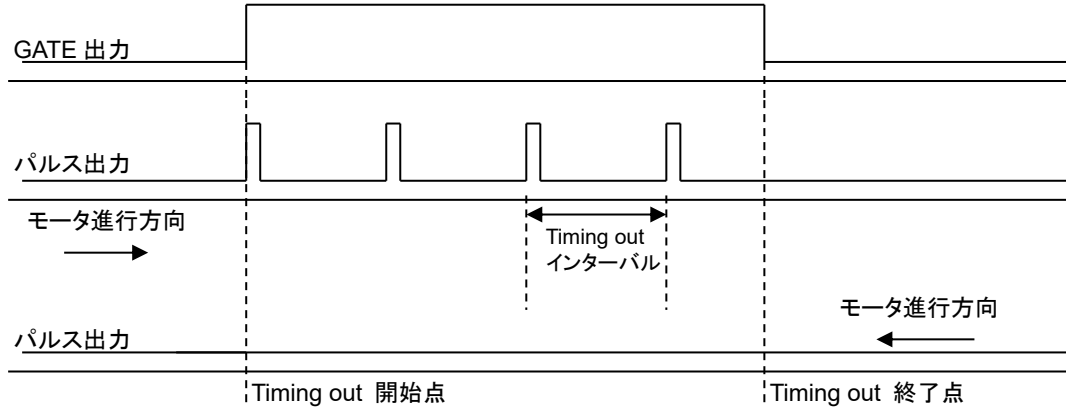 GATE 出力
パルス出力
モータ進行方向
Timing out
インターバル
モータ進行方向
パルス出力
Timing out 開始点
Timing out 終了点